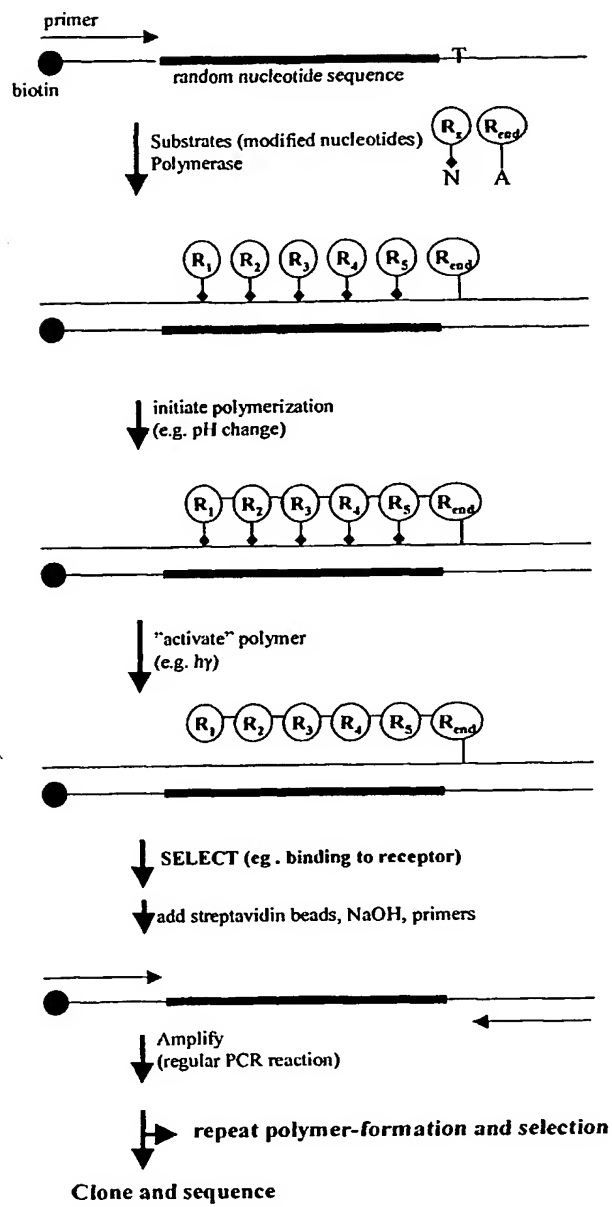 primer
T
biotin
random nucleotide sequence
Substrates (modified nucleotides)
Polymerase
Rx Rend
N A
R1 R2 R3 R4 R5 Rend
initiate polymerization
(e.g. pH change)
R1 R2 R3 R4 R5 Rend
"activate" polymer
(e.g. hγ)
R1 R2 R3 R4 R5 Rend
SELECT (eg. binding to receptor)
add streptavidin beads, NaOH, primers
Amplify
(regular PCR reaction)
repeat polymer-formation and selection
Clone and sequence